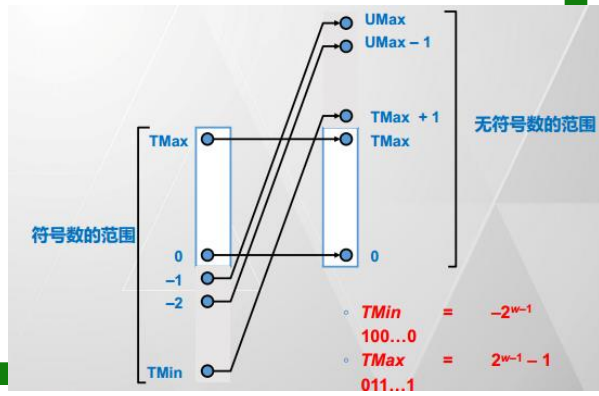 UMax
UMax – 1
TMax + 1
TMax
0
无符号数的范围
TMax
0
–1
–2
TMin
符号数的范围
◦ TMin = –2^{w–1}
100…0
◦ TMax = 2^{w–1} – 1
011…1